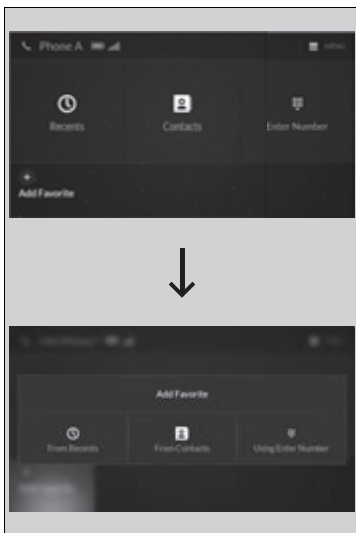 Phone A MENU
Recents Contacts Enter Number
Add Favorite
Add Favorite
From Recents From Contacts Using Enter Number